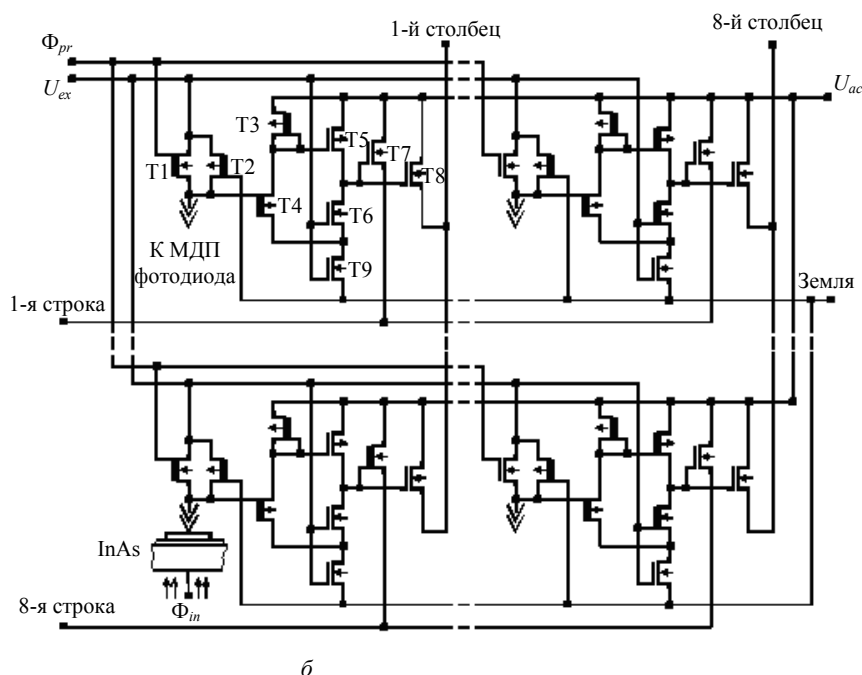 1-й столбец
8-й столбец
Φpr
Uex
Uac
T3
T5
T7
T1
T2
T8
T4
T6
К МДП
фотодиода
T9
Земля
1-я строка
InAs
Φin
8-я строка
б